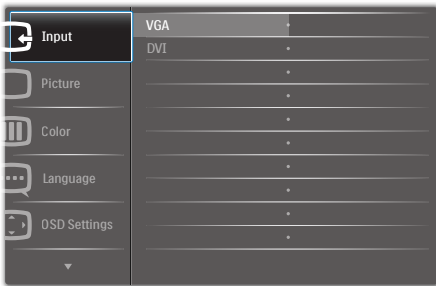 Input
Picture
Color
Language
OSD Settings
VGA
DVI